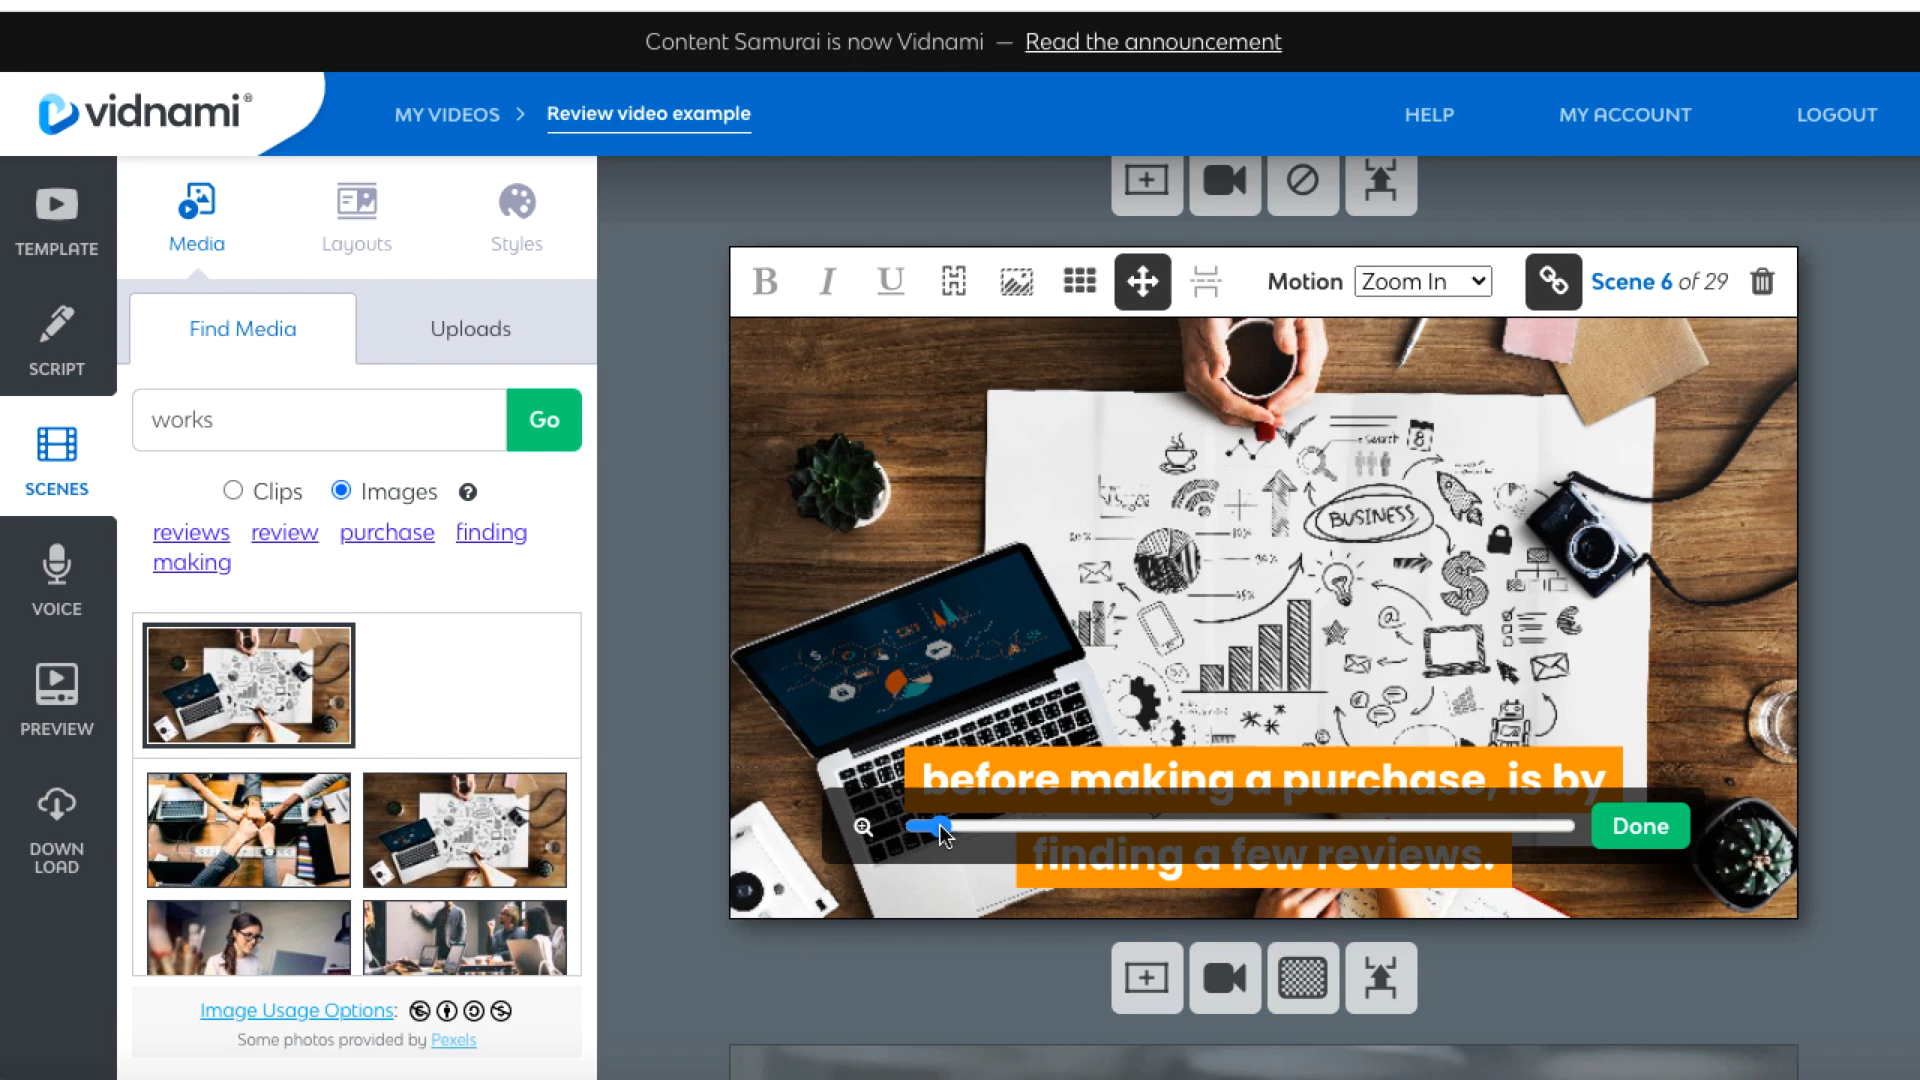 Content Samurai is now Vidnami — Read the announcement
vidnami®
MY VIDEOS > Review video example
HELP
MY ACCOUNT
LOGOUT
TEMPLATE
SCRIPT
SCENES
VOICE
PREVIEW
DOWN
LOAD
Media
Layouts
Styles
Find Media
Uploads
works
Go
Clips
Images
reviews review purchase finding
making
Image Usage Options:
Some photos provided by Pexels
B I U
Motion Zoom In
Scene 6 of 29
Search
8
BUSINESS
before making a purchase, is by
Done
finding a few reviews.